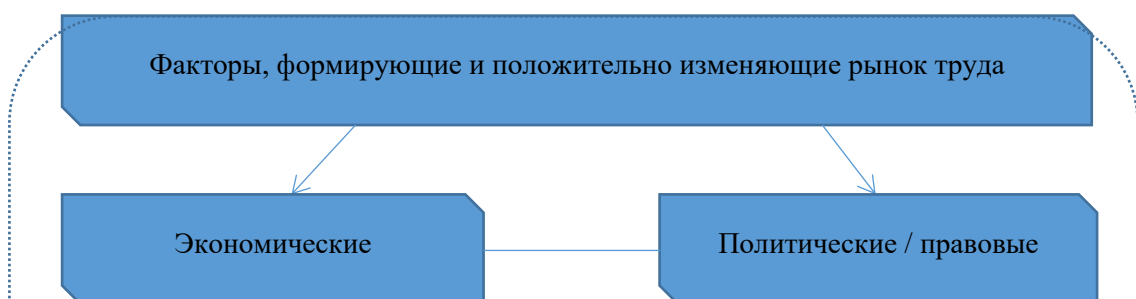 Факторы, формирующие и положительно изменяющие рынок труда
Экономические
Политические / правовые